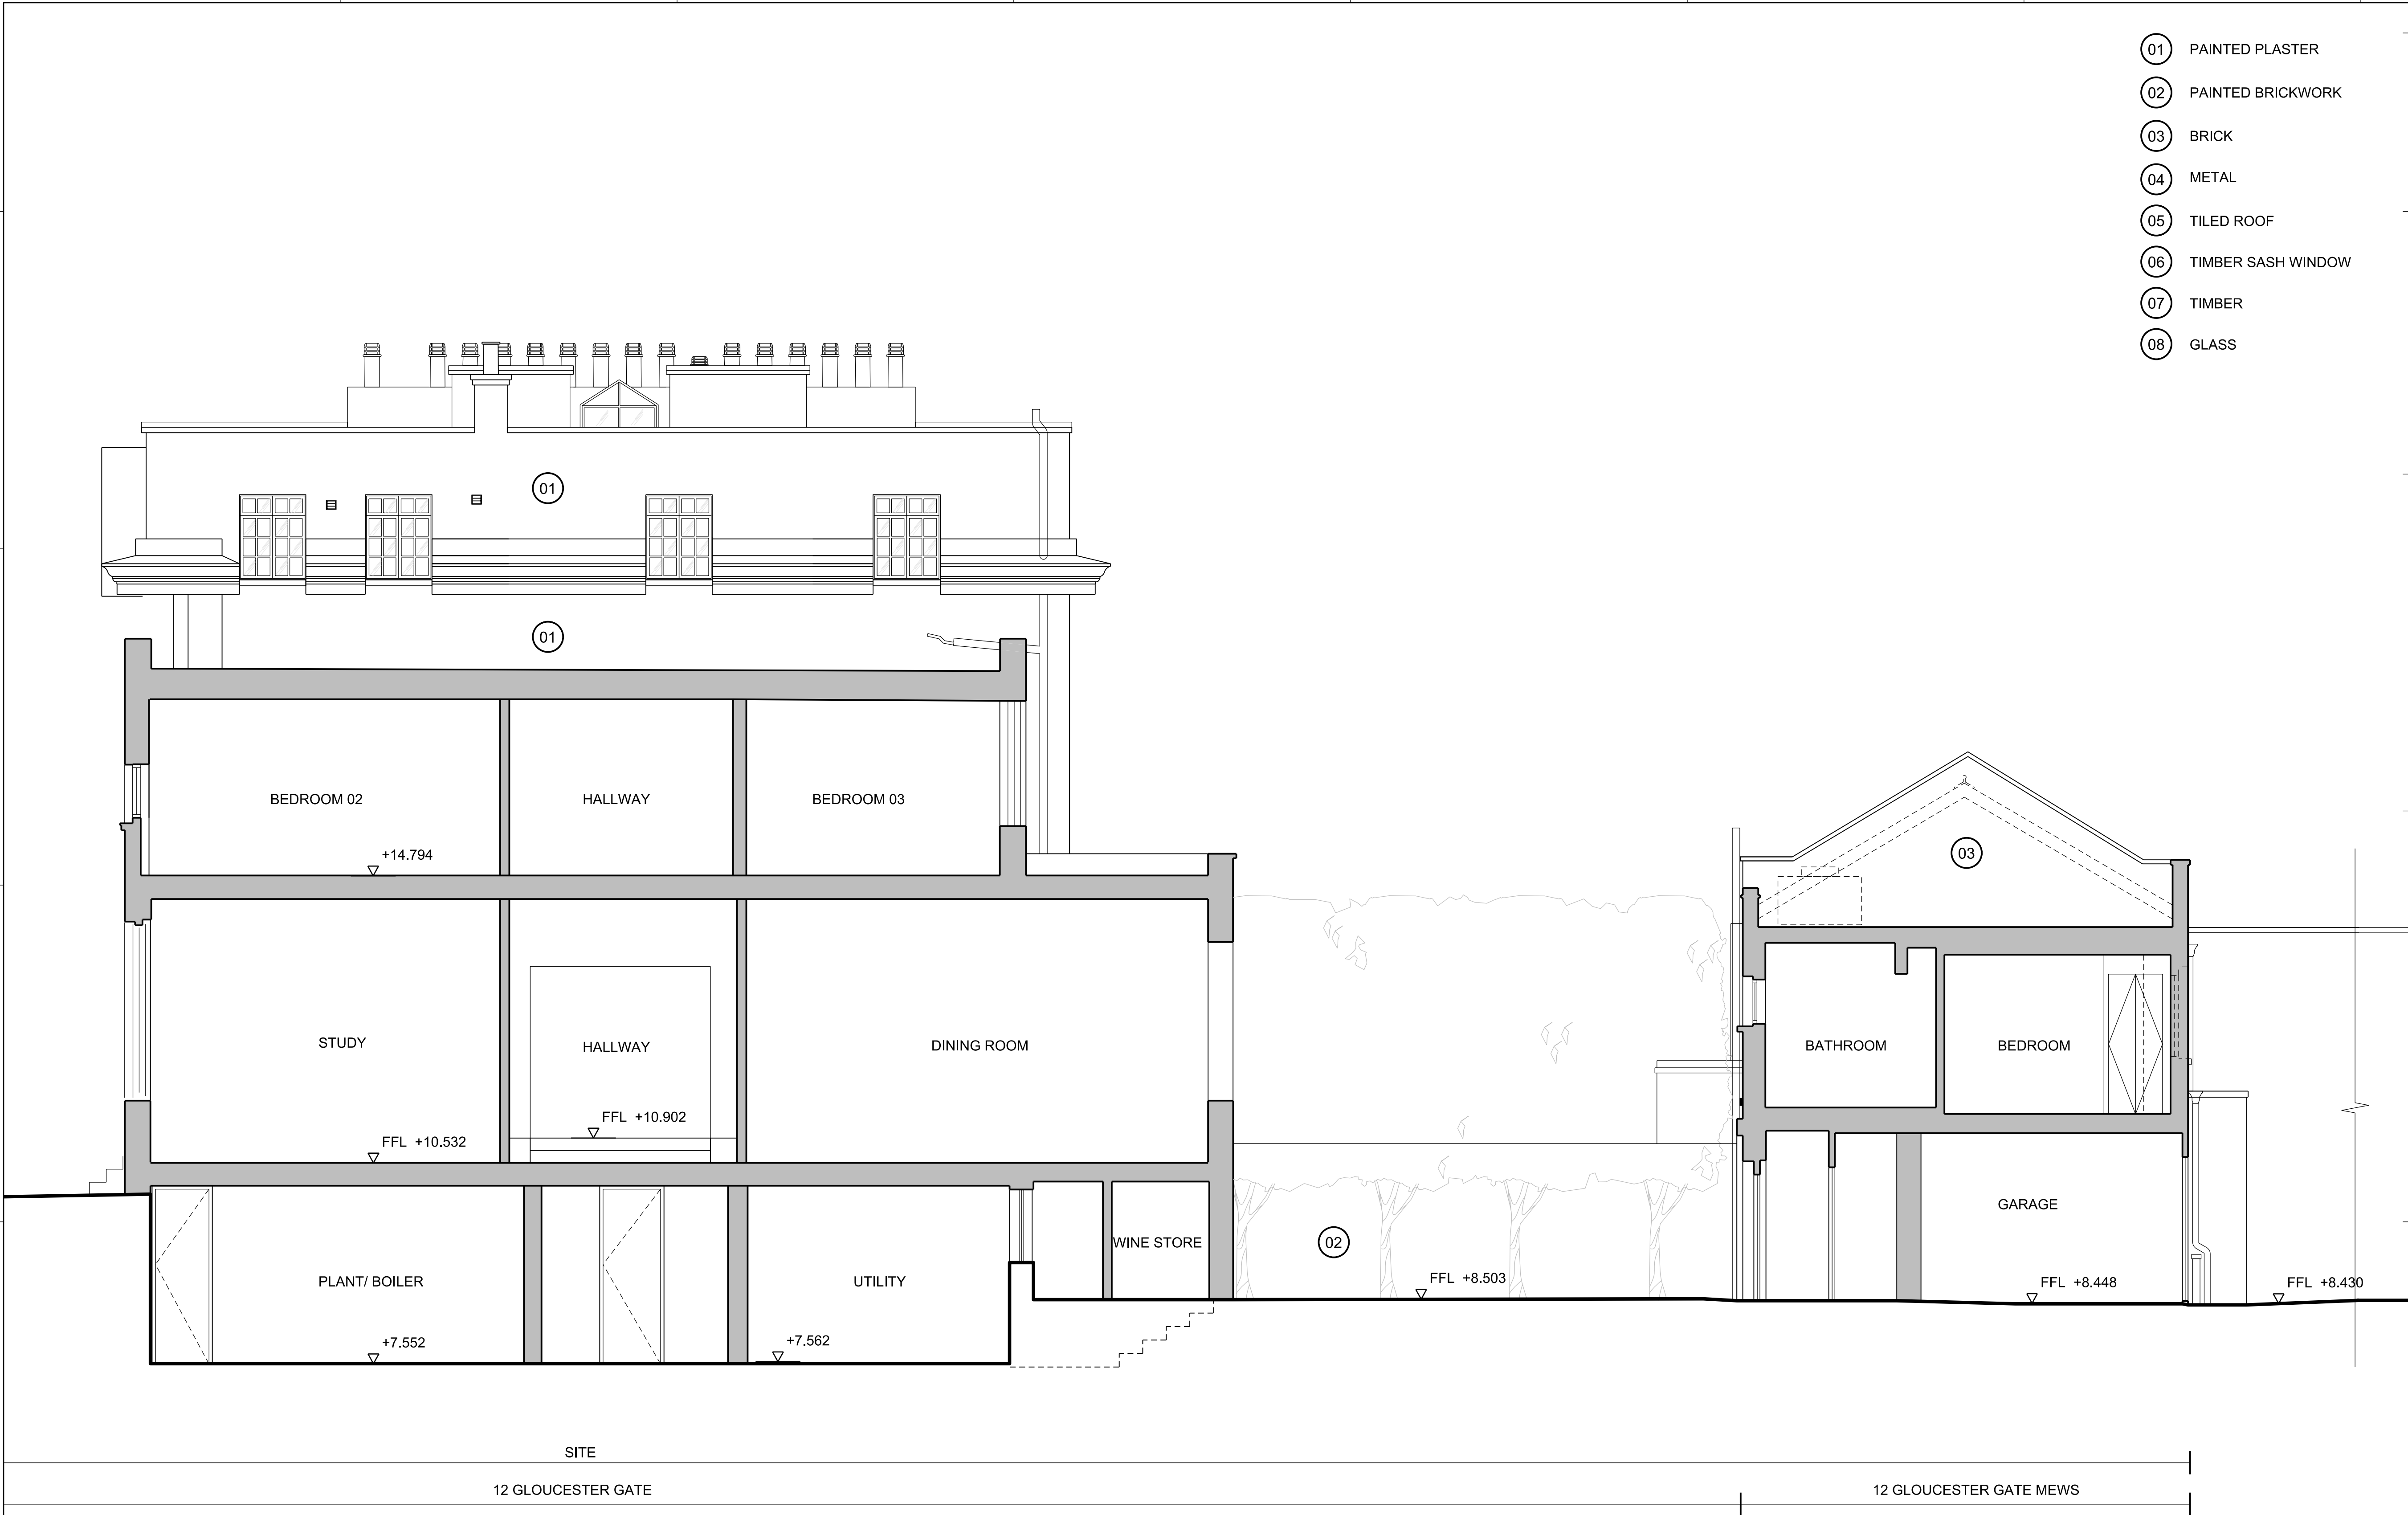 01 PAINTED PLASTER
02 PAINTED BRICKWORK
03 BRICK
04 METAL
05 TILED ROOF
06 TIMBER SASH WINDOW
07 TIMBER
08 GLASS
01
01
BEDROOM 02
HALLWAY
BEDROOM 03
+14.794
03
STUDY
HALLWAY
DINING ROOM
BATHROOM
BEDROOM
FFL +10.902
FFL +10.532
GARAGE
WINE STORE
02
PLANT/ BOILER
UTILITY
FFL +8.503
FFL +8.448
FFL +8.430
+7.552
+7.562
SITE
12 GLOUCESTER GATE
12 GLOUCESTER GATE MEWS